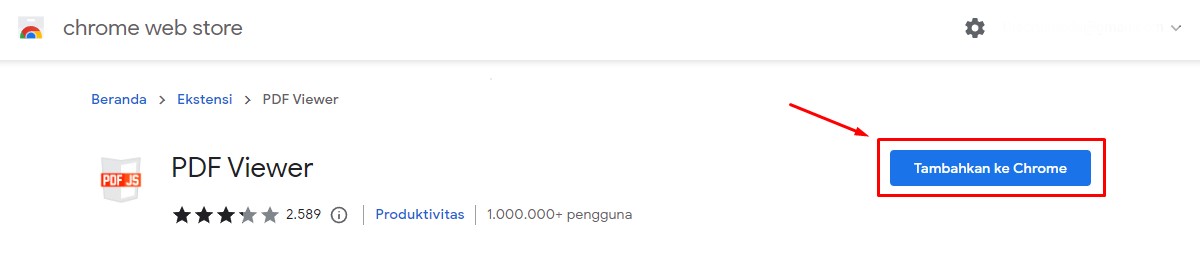 chrome web store
Beranda > Ekstensi > PDF Viewer
PDF JS
PDF Viewer
Tambahkan ke Chrome
2.589 Produktivitas 1.000.000+ pengguna